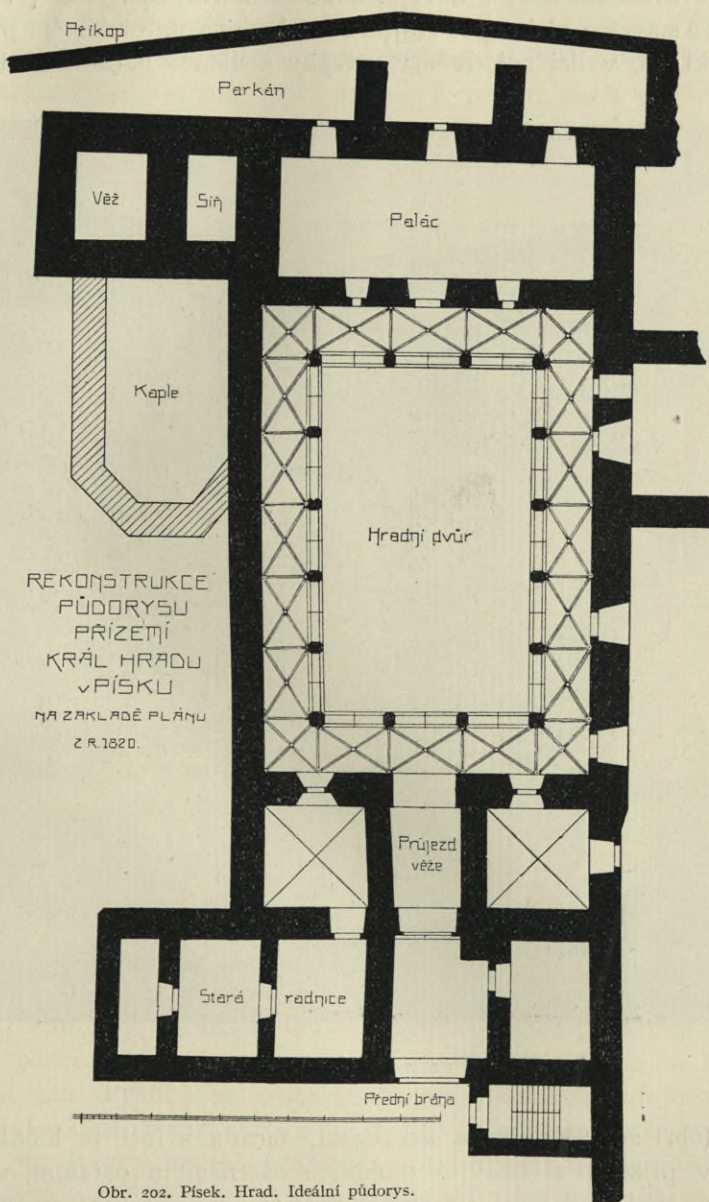 Příkop
Parkán
Věž
Síň
Palác
Kaple
Hradní dvůr
REKONSTRUKCE
PŮDORYSU
PŘÍZEMÍ
KRÁL HRADU
v PÍSKU
NA ZÁKLADĚ PLÁNU
Z R. 1820.
Průjezd
věže
Stará radnice
Přední brána
Obr. 202. Písek. Hrad. Ideální půdorys.